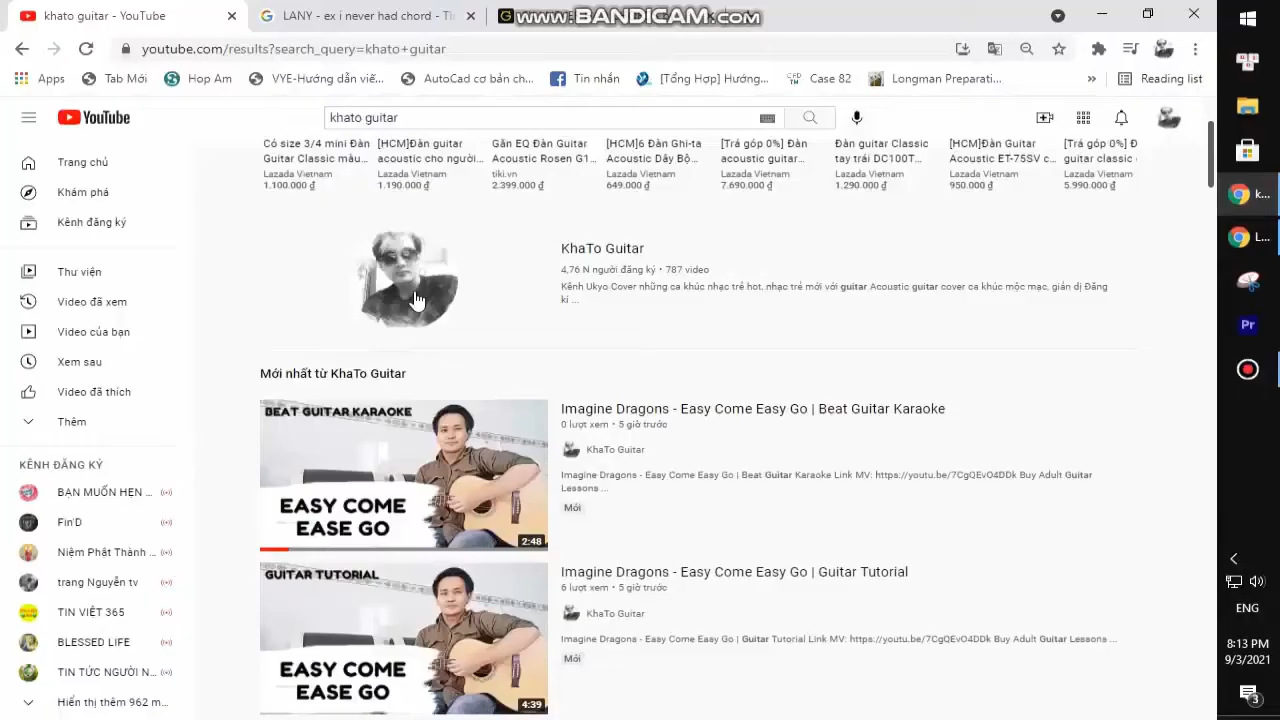 khato guitar - YouTube
LANY - ex i never had chord - Ti
www.BANDICAM.com
youtube.com/results?search_query=khato+guitar
Apps
Tab Mới
Hop Am
VYE-Hướng dẫn viế...
AutoCad cơ bản ch...
Tin nhắn
[Tổng Hợp] Hướng...
Case 82
Longman Preparati...
»
Reading list
YouTube
khato guitar
Có size 3/4 mini Đàn Guitar Classic màu...
Lazada Vietnam
1.100.000 ₫
[HCM]Đàn guitar acoustic cho người...
Lazada Vietnam
1.190.000 ₫
Gắn EQ Đàn Guitar Acoustic Rosen G1...
tiki.vn
2.399.000 ₫
[HCM]6 Đàn Ghi-ta Acoustic Dây Bộ...
Lazada Vietnam
649.000 ₫
[Trả góp 0%] Đàn acoustic guitar...
Lazada Vietnam
7.690.000 ₫
Đàn guitar Classic tay trái DC100T...
Lazada Vietnam
1.290.000 ₫
[HCM]Đàn Guitar Acoustic ET-75SV c...
Lazada Vietnam
950.000 ₫
[Trả góp 0%] Đ
guitar classic
Lazada Vietnam
5.990.000 ₫
Trang chủ
Khám phá
Kênh đăng ký
Thư viện
Video đã xem
Video của bạn
Xem sau
Video đã thích
Thêm
KÊNH ĐĂNG KÝ
BẠN MUỐN HẸN ...
Fin'D
Niệm Phật Thành ...
trang Nguyễn tv
TIN VIỆT 365
BLESSED LIFE
TIN TỨC NGƯỜI N...
Hiển thị thêm 962 m...
KhaTo Guitar
4,76 N người đăng ký • 787 video
Kênh Ukyo Cover những ca khúc nhạc trẻ hot, nhạc trẻ mới với guitar Acoustic guitar cover ca khúc mộc mạc, giản dị Đăng
kí ...
Mới nhất từ KhaTo Guitar
BEAT GUITAR KARAOKE
EASY COME
EASE GO
2:48
Imagine Dragons - Easy Come Easy Go | Beat Guitar Karaoke
0 lượt xem • 5 giờ trước
KhaTo Guitar
Imagine Dragons - Easy Come Easy Go | Beat Guitar Karaoke Link MV: https://youtu.be/7CgQEvO4DDk Buy Adult Guitar
Lessons ...
Mới
GUITAR TUTORIAL
EASY COME
EASE GO
4:39
Imagine Dragons - Easy Come Easy Go | Guitar Tutorial
6 lượt xem • 5 giờ trước
KhaTo Guitar
Imagine Dragons - Easy Come Easy Go | Guitar Tutorial Link MV: https://youtu.be/7CgQEvO4DDk Buy Adult Guitar Lessons ...
Mới
k...
L...
Pr
ENG
8:13 PM
9/3/2021
3